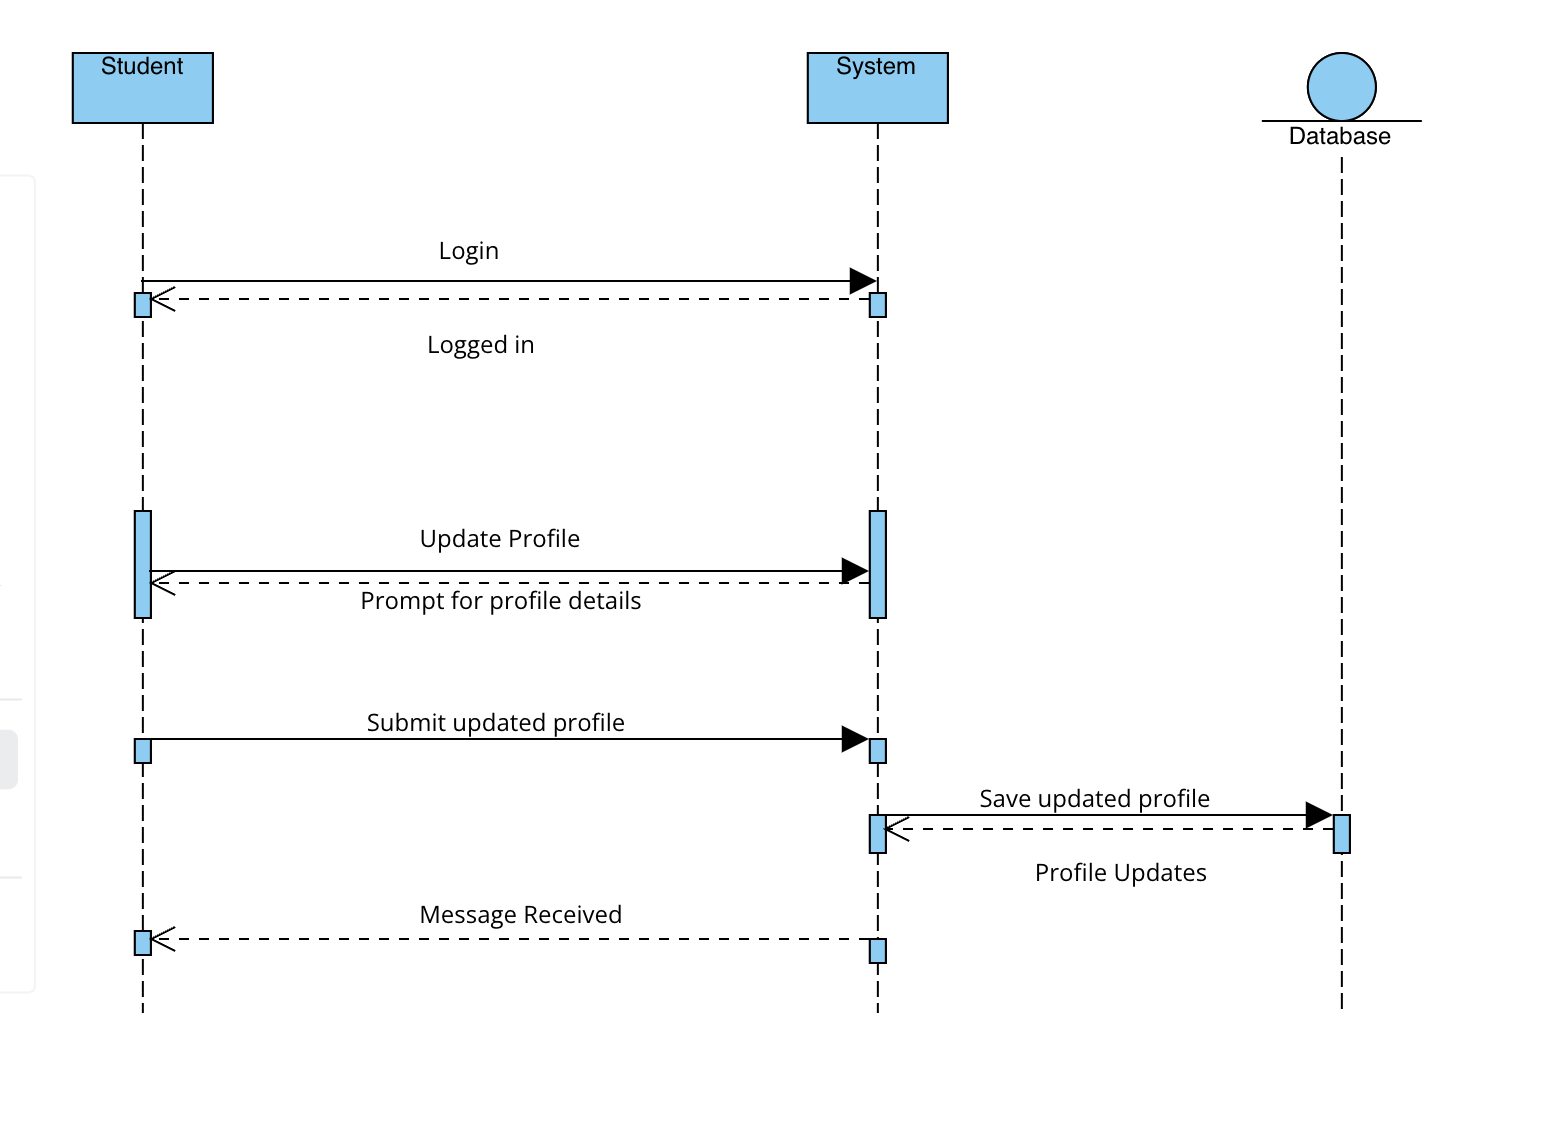 Student
System
Database
Login
Logged in
Update Profile
Prompt for profile details
Submit updated profile
Save updated profile
Profile Updates
Message Received